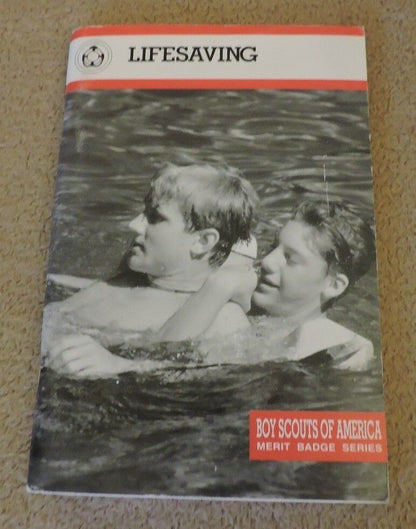 LIFESAVING
BOY SCOUTS OF AMERICA
MERIT BADGE SERIES